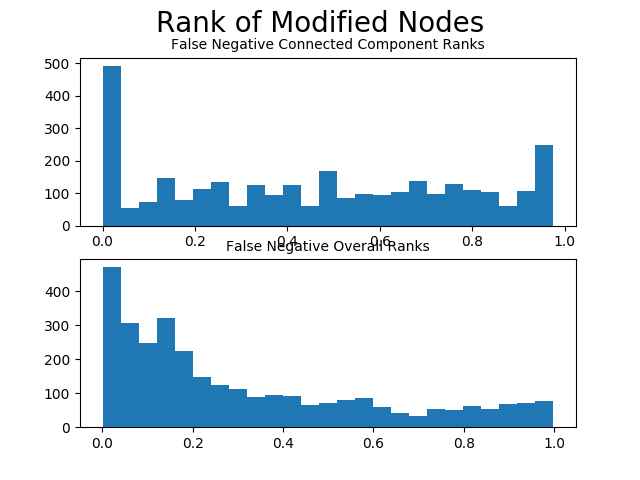 Rank of Modified Nodes
False Negative Connected Component Ranks
500
400
300
200
100
0
0.0 0.2 0.4 0.6 0.8 1.0
False Negative Overall Ranks
400
300
200
100
0
0.0 0.2 0.4 0.6 0.8 1.0